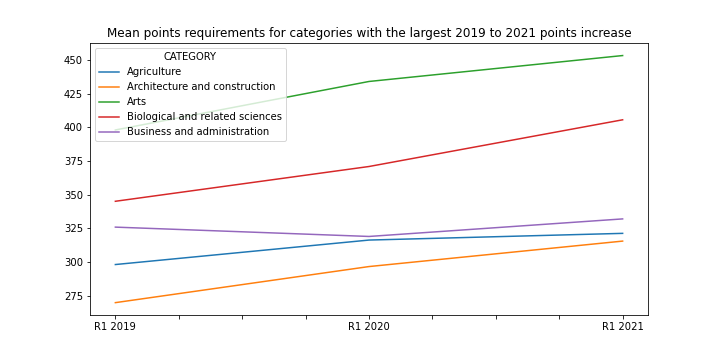 Mean points requirements for categories with the largest 2019 to 2021 points increase
CATEGORY
Agriculture
Architecture and construction
Arts
Biological and related sciences
Business and administration
450
425
400
375
350
325
300
275
R1 2019
R1 2020
R1 2021